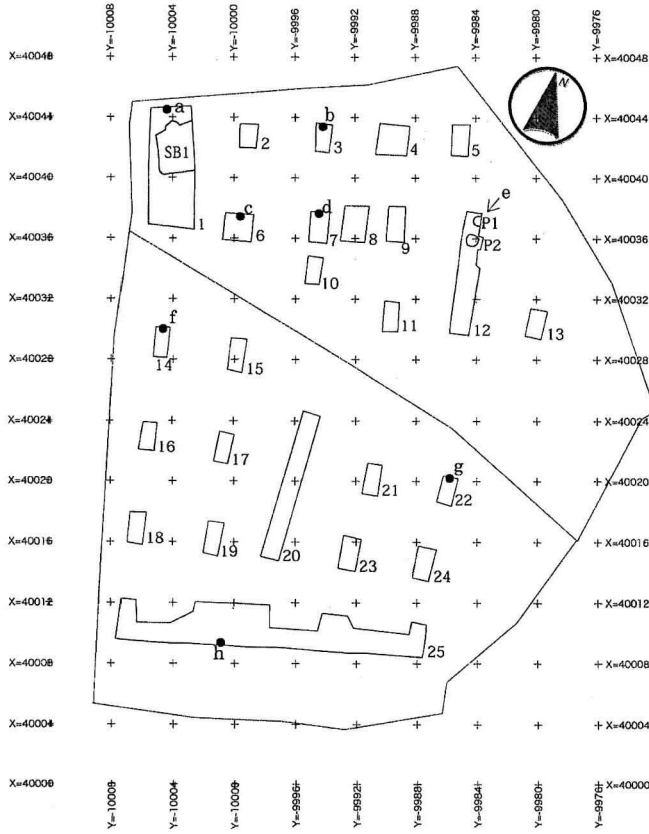 Y=-10008 Y=-10004 Y=-10000 Y=-9996 Y=-9992 Y=-9988 Y=-9984 Y=-9980 Y=-9976
X=40048 X=40048
N
a b
X=40044 X=40044
SB1 2 3 4 5
X=40040 X=40040
e
c d
P1
1 6 7 8 9
X=40036 X=40036
P2
10
X=40032 X=40032
f 11 12 13
X=40028 X=40028
14 15
X=40024 X=40024
16 17
g
X=40020 X=40020
21 22
18 19 20 23 24
X=40016 X=40016
X=40012 X=40012
h 25
X=40008 X=40008
X=40004 X=40004
X=40000 X=40000
Y=-10008 Y=-10004 Y=-10000 Y=-9996 Y=-9992 Y=-9988 Y=-9984 Y=-9980 Y=-9976